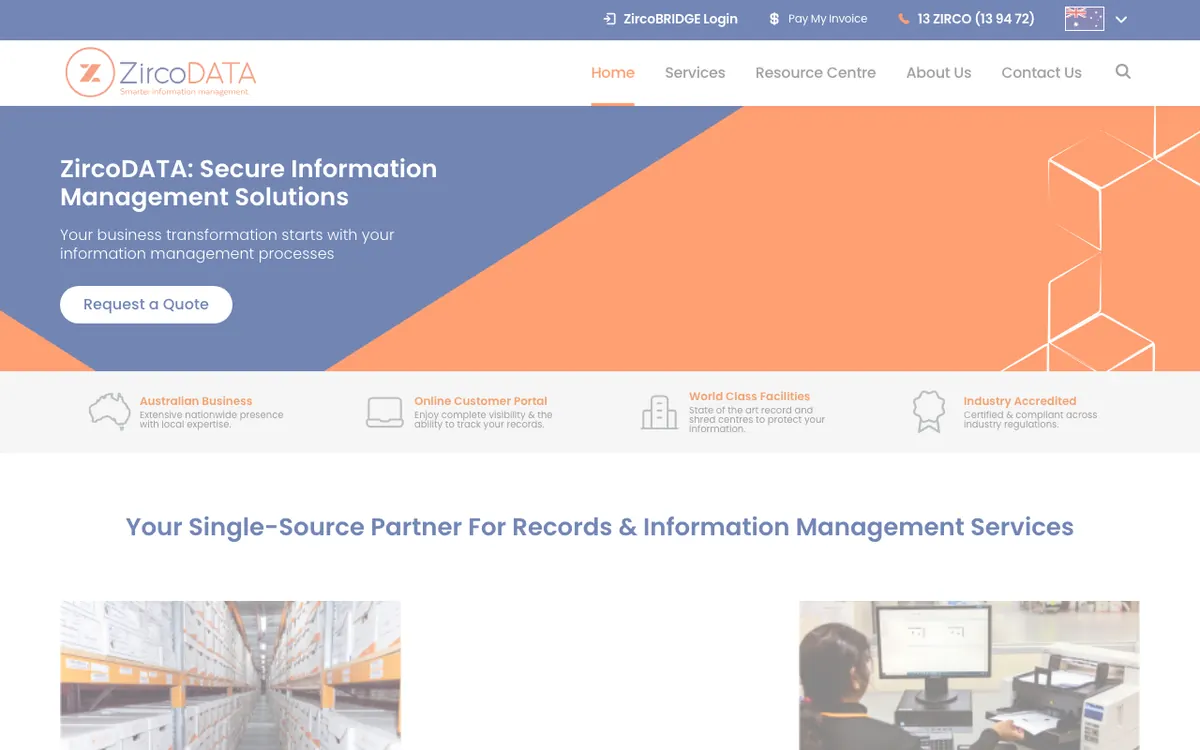 ZircoBRIDGE Login
$ Pay My Invoice
13 ZIRCO (13 94 72)
Z ZircoDATA
Smarter information management.
Home
Services
Resource Centre
About Us
Contact Us
ZircoDATA: Secure Information
Management Solutions
Your business transformation starts with your
information management processes
Request a Quote
Australian Business
Extensive nationwide presence
with local expertise.
Online Customer Portal
Enjoy complete visibility & the
ability to track your records.
World Class Facilities
State of the art record and
shred centres to protect your
information.
Industry Accredited
Certified & compliant across
industry regulations.
Your Single-Source Partner For Records & Information Management Services